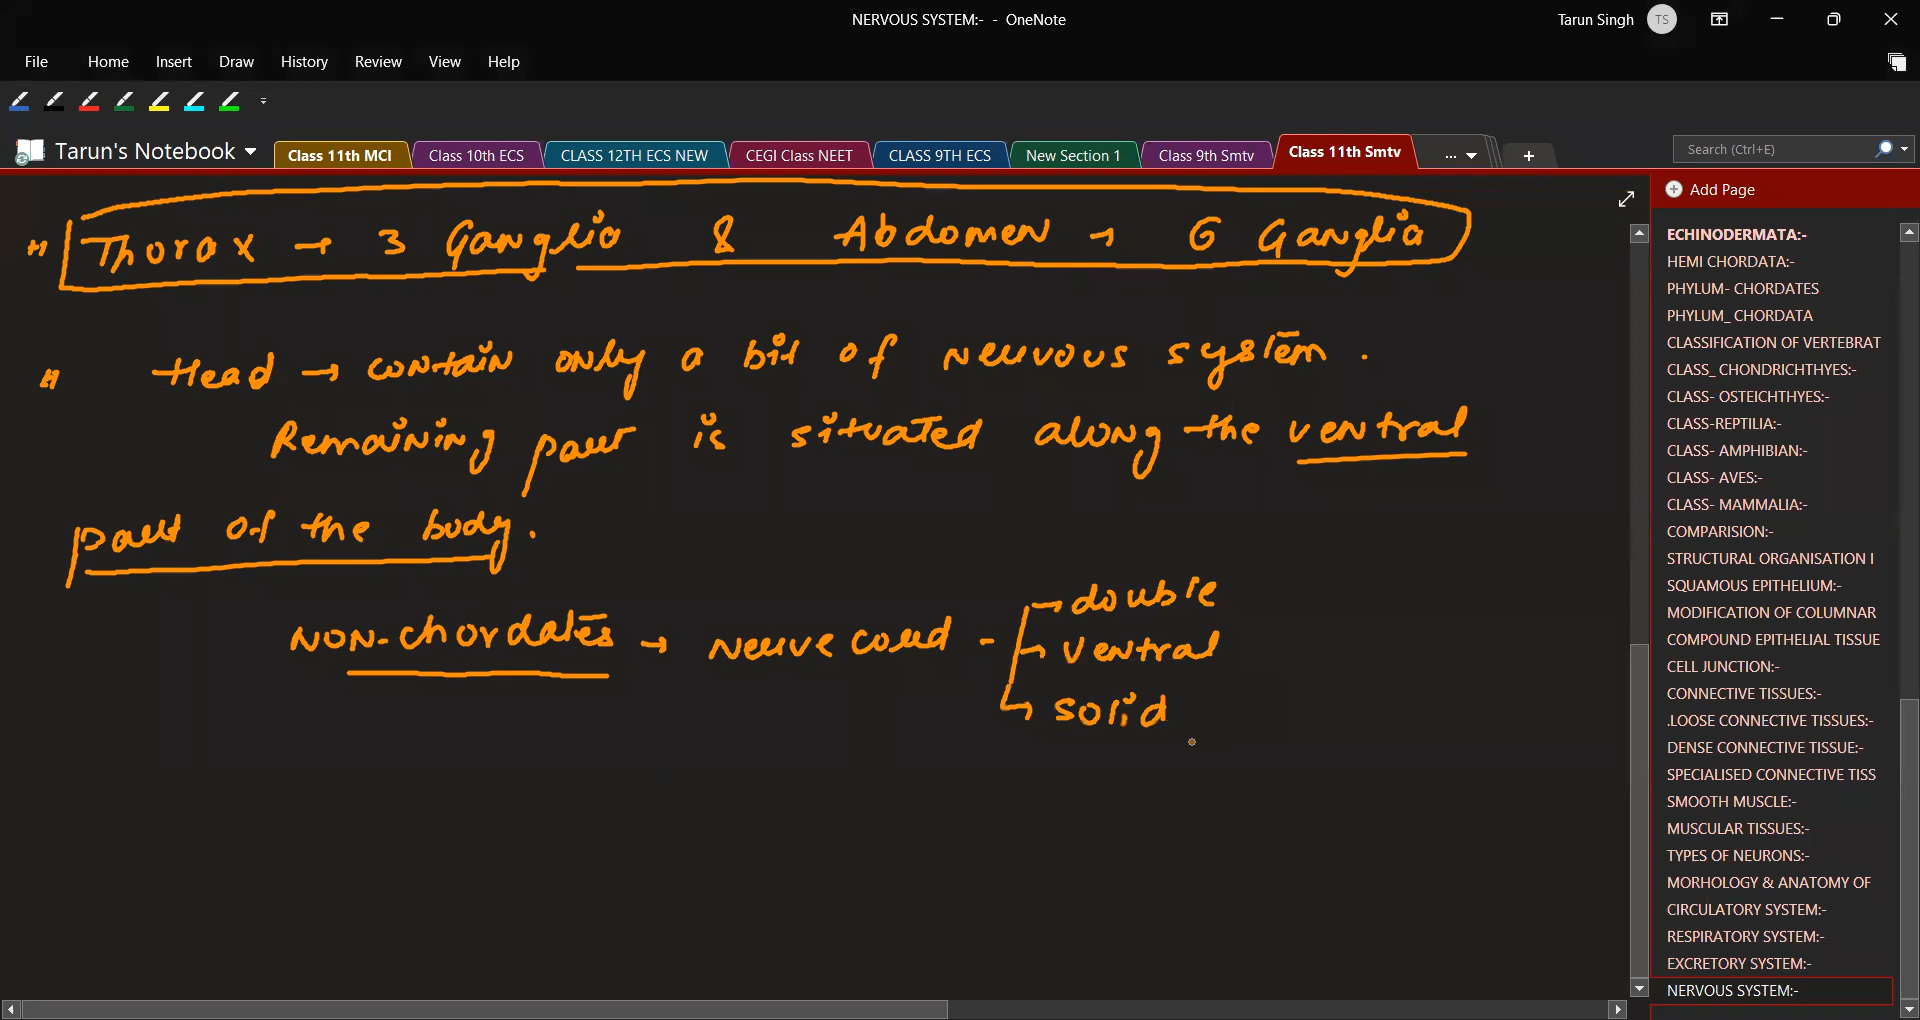 NERVOUS SYSTEM:- - OneNote
Tarun Singh TS
File Home Insert Draw History Review View Help
Tarun's Notebook
Class 11th MCI Class 10th ECS CLASS 12TH ECS NEW CEGI Class NEET CLASS 9TH ECS New Section 1 Class 9th Smtv Class 11th Smtv ... +
Search (Ctrl+E)
Thorax → 3 Ganglia & Abdomen → 6 Ganglia
Head → contain only a bit of nervous system.
Remaining part is situated along the ventral
part of the body.
Non-chordates → Nerve cord -
double
ventral
solid
Add Page
ECHINODERMATA:-
HEMI CHORDATA:-
PHYLUM- CHORDATES
PHYLUM_ CHORDATA
CLASSIFICATION OF VERTEBRAT
CLASS_ CHONDRICHTHYES:-
CLASS- OSTEICHTHYES:-
CLASS-REPTILIA:-
CLASS- AMPHIBIAN:-
CLASS- AVES:-
CLASS- MAMMALIA:-
COMPARISION:-
STRUCTURAL ORGANISATION I
SQUAMOUS EPITHELIUM:-
MODIFICATION OF COLUMNAR
COMPOUND EPITHELIAL TISSUE
CELL JUNCTION:-
CONNECTIVE TISSUES:-
.LOOSE CONNECTIVE TISSUES:-
DENSE CONNECTIVE TISSUE:-
SPECIALISED CONNECTIVE TISS
SMOOTH MUSCLE:-
MUSCULAR TISSUES:-
TYPES OF NEURONS:-
MORHOLOGY & ANATOMY OF
CIRCULATORY SYSTEM:-
RESPIRATORY SYSTEM:-
EXCRETORY SYSTEM:-
NERVOUS SYSTEM:-